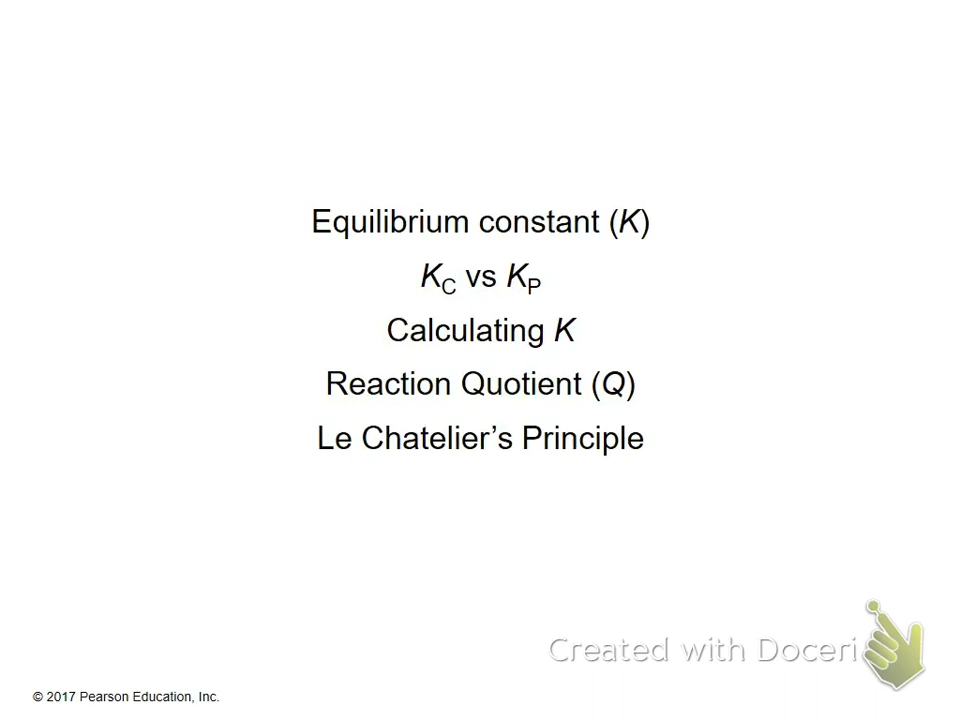 Equilibrium constant (K)
KC vs KP
Calculating K
Reaction Quotient (Q)
Le Chatelier’s Principle
Created with Doceri
© 2017 Pearson Education, Inc.